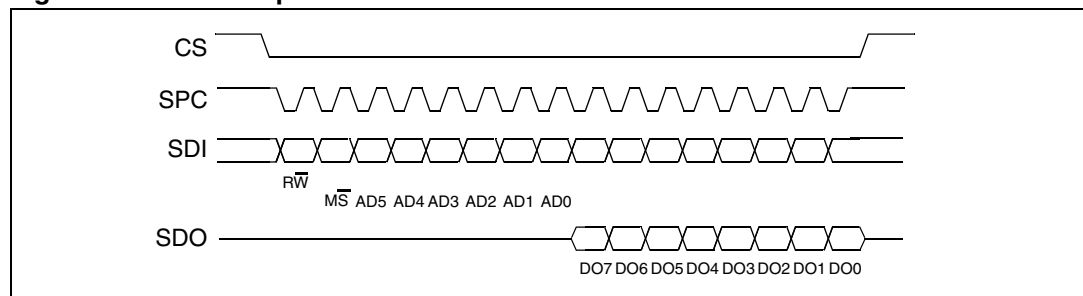 CS
SPC
SDI
RW̅
MS̅ AD5 AD4 AD3 AD2 AD1 AD0
SDO
DO7 DO6 DO5 DO4 DO3 DO2 DO1 DO0